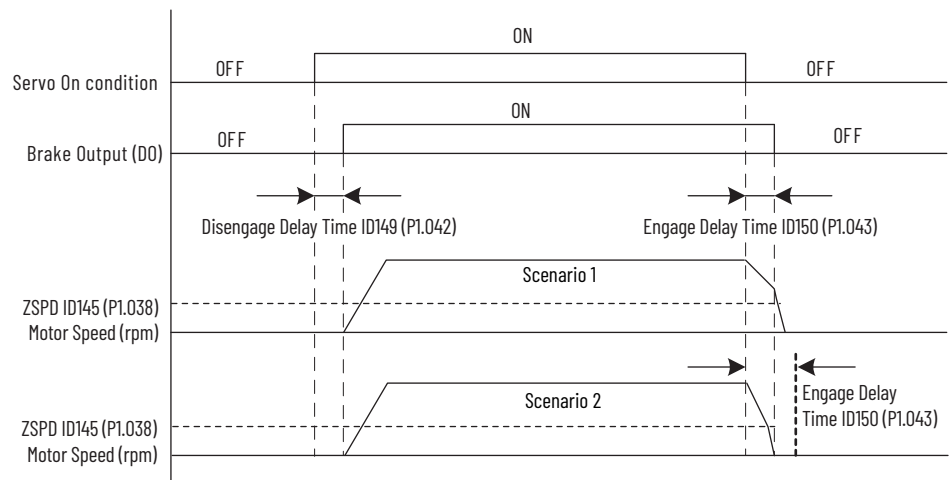 ON
Servo On condition
OFF
OFF
ON
Brake Output (DO)
OFF
OFF
Disengage Delay Time ID149 (P1.042)
Engage Delay Time ID150 (P1.043)
Scenario 1
ZSPD ID145 (P1.038)
Motor Speed (rpm)
Scenario 2
Engage Delay
Time ID150 (P1.043)
ZSPD ID145 (P1.038)
Motor Speed (rpm)